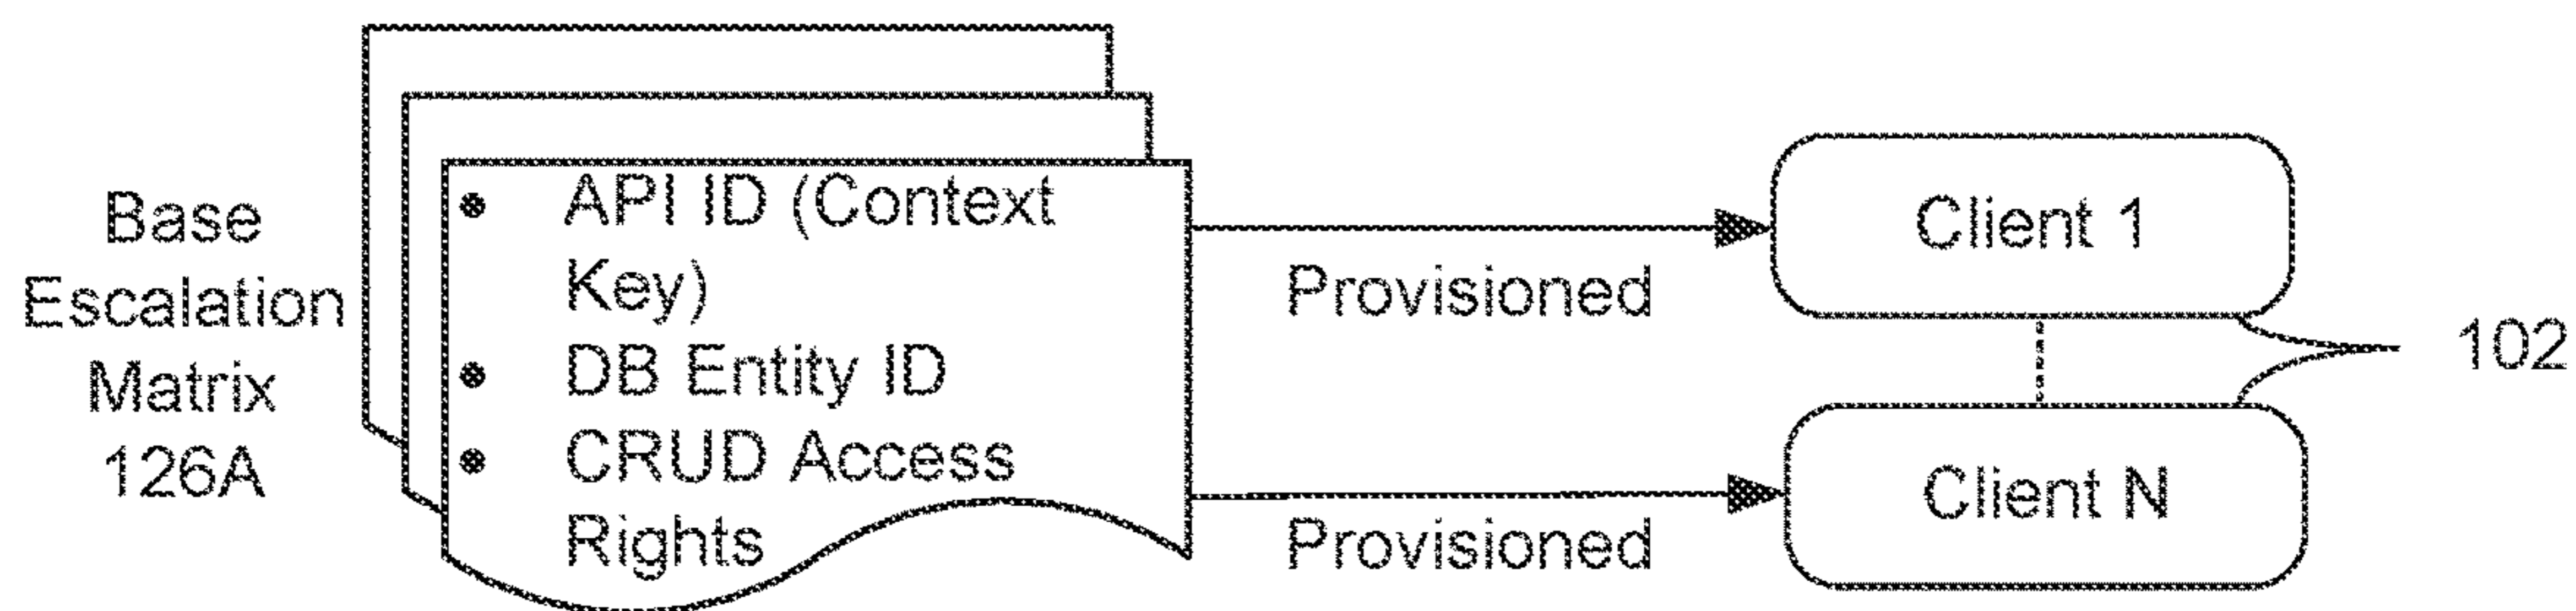 Base
Escalation
Matrix
126A
• API ID (Context
Key)
• DB Entity ID
• CRUD Access
Rights
Provisioned
Provisioned
Client 1
Client N
102